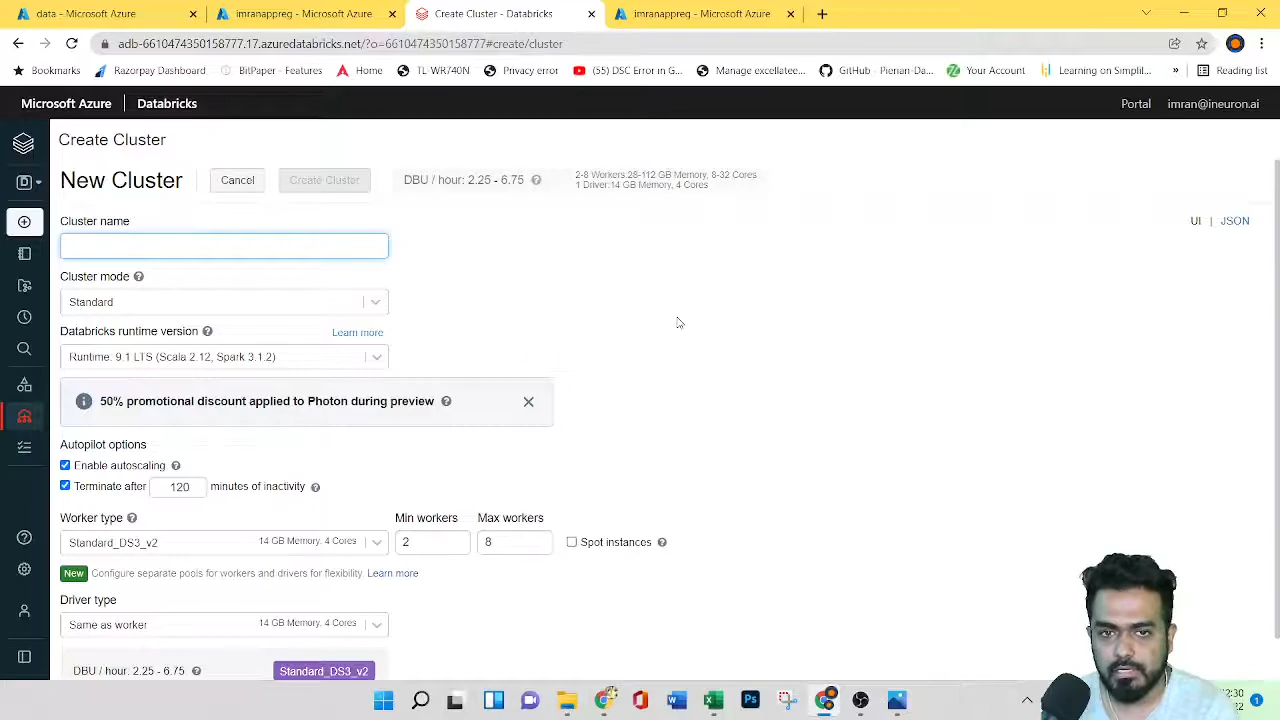 data - Microsoft Azure
imranappreg - Microsoft Azure
Create Cluster - Databricks
imranappreg - Microsoft Azure
adb-6610474350158777.17.azuredatabricks.net/?o=6610474350158777#create/cluster
Bookmarks
Razorpay Dashboard
BitPaper - Features
Home
TL-WR740N
Privacy error
(55) DSC Error in G...
Manage excellatee...
GitHub - Pierian-Da...
Your Account
Learning on Simpli...
»
Reading list
Microsoft Azure
Databricks
Portal
imran@ineuron.ai
Create Cluster
New Cluster
Cancel
Create Cluster
DBU / hour: 2.25 - 6.75
2-8 Workers:28-112 GB Memory, 8-32 Cores
1 Driver:14 GB Memory, 4 Cores
Cluster name
UI | JSON
Cluster mode
Standard
Databricks runtime version
Learn more
Runtime: 9.1 LTS (Scala 2.12, Spark 3.1.2)
50% promotional discount applied to Photon during preview
Autopilot options
Enable autoscaling
Terminate after 120 minutes of inactivity
Worker type
Min workers
Max workers
Standard_DS3_v2
14 GB Memory, 4 Cores
2
8
Spot instances
New Configure separate pools for workers and drivers for flexibility. Learn more
Driver type
Same as worker
14 GB Memory, 4 Cores
DBU / hour: 2.25 - 6.75
Standard_DS3_v2
1